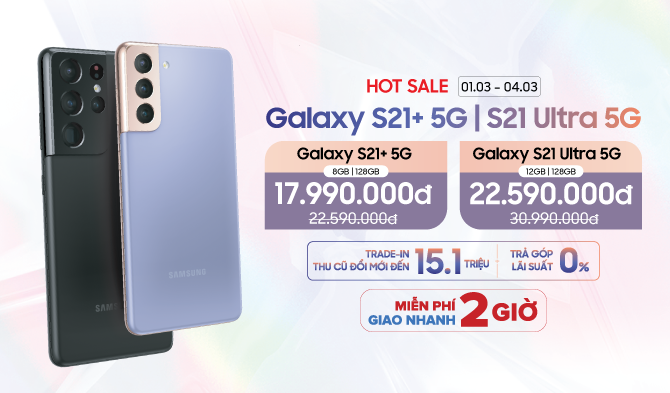 HOT SALE 01.03 - 04.03
Galaxy S21+ 5G | S21 Ultra 5G
Galaxy S21+ 5G
8GB | 128GB
17.990.000đ
22.590.000đ
Galaxy S21 Ultra 5G
12GB | 128GB
22.590.000đ
30.990.000đ
TRADE-IN
THU CŨ ĐỔI MỚI ĐẾN 15.1 TRIỆU
TRẢ GÓP
LÃI SUẤT 0%
MIỄN PHÍ
GIAO NHANH 2 GIỜ
SAMSUNG
SAM